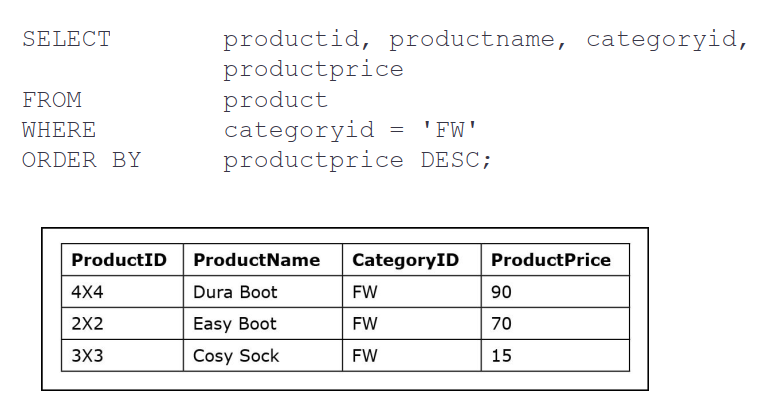 SELECT productid, productname, categoryid,
productprice
FROM product
WHERE categoryid = 'FW'
ORDER BY productprice DESC;
ProductID ProductName CategoryID ProductPrice
4X4 Dura Boot FW 90
2X2 Easy Boot FW 70
3X3 Cosy Sock FW 15